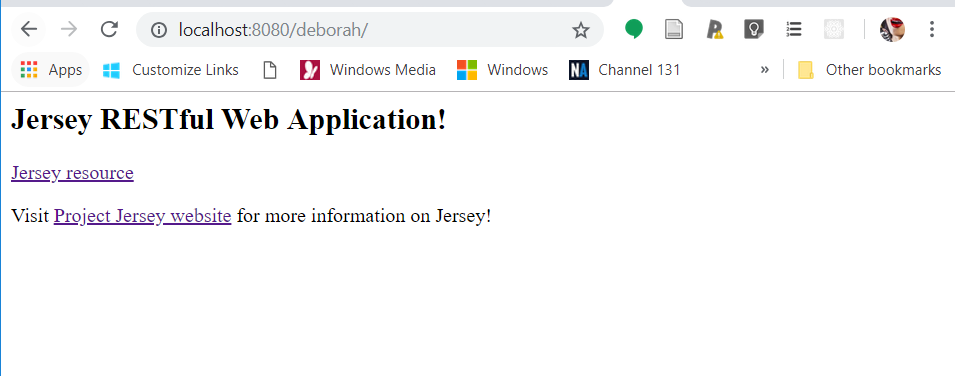 localhost:8080/deborah/
Apps Customize Links Windows Media Windows NA Channel 131 » Other bookmarks
Jersey RESTful Web Application!
Jersey resource
Visit Project Jersey website for more information on Jersey!